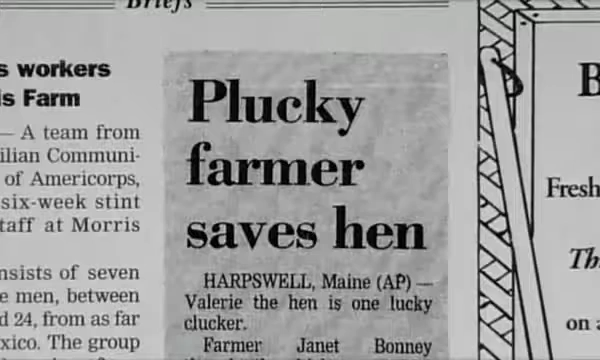 Briefs
s workers
is Farm
— A team from
ilian Communi-
of Americorps,
six-week stint
taff at Morris
nsists of seven
e men, between
d 24, from as far
xico. The group
Plucky
farmer
saves hen
HARPSWELL, Maine (AP) —
Valerie the hen is one lucky
clucker.
Farmer Janet Bonney
B
Fresh
Th
on a